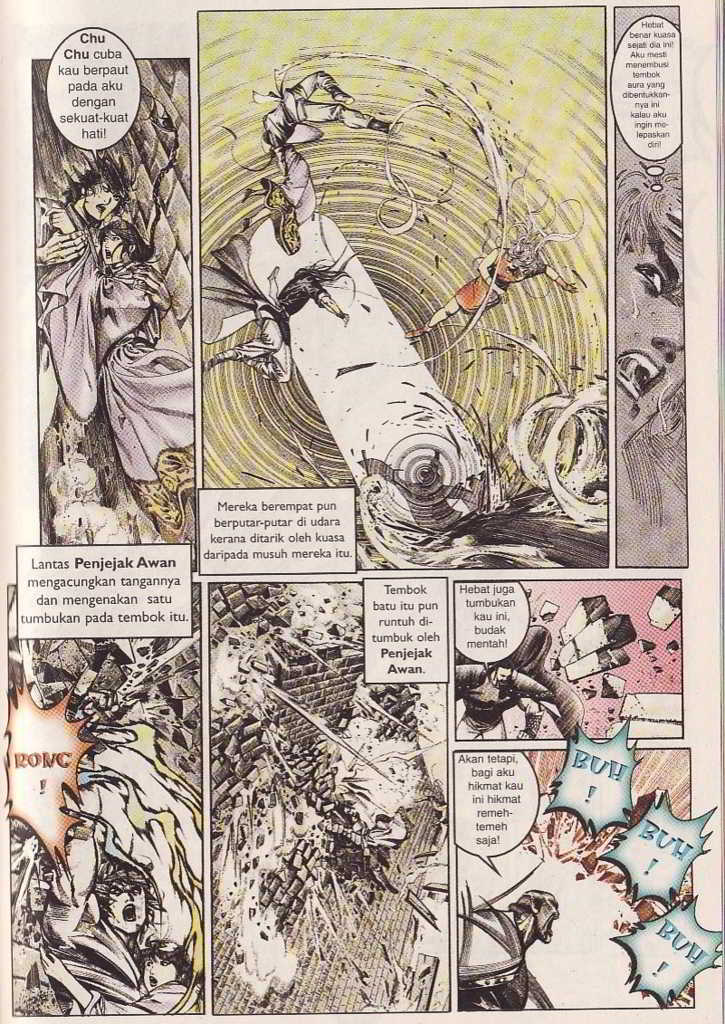 Chu
Chu cuba
kau berpaut
pada aku
dengan
sekuat-kuat
hati!
Mereka berempat pun
berputar-putar di udara
kerana ditarik oleh kuasa
daripada musuh mereka itu.
Hebat
benar kuasa
sejati dia ini!
Aku mesti
menembusi
tembok
aura yang
dibentukkan-
nya ini
kalau aku
ingin me-
lepaskan
diri!
Lantas Penjejak Awan
mengacungkan tangannya
dan mengenakan satu
tumbukan pada tembok itu.
RONG
!
Tembok
batu itu pun
runtuh di-
tumbuk oleh
Penjejak
Awan.
Hebat juga
tumbukan
kau ini,
budak
mentah!
Akan tetapi,
bagi aku
hikmat kau
ini hikmat
remeh-
temeh
saja!
BUH
!
BUH
!
BUH
!